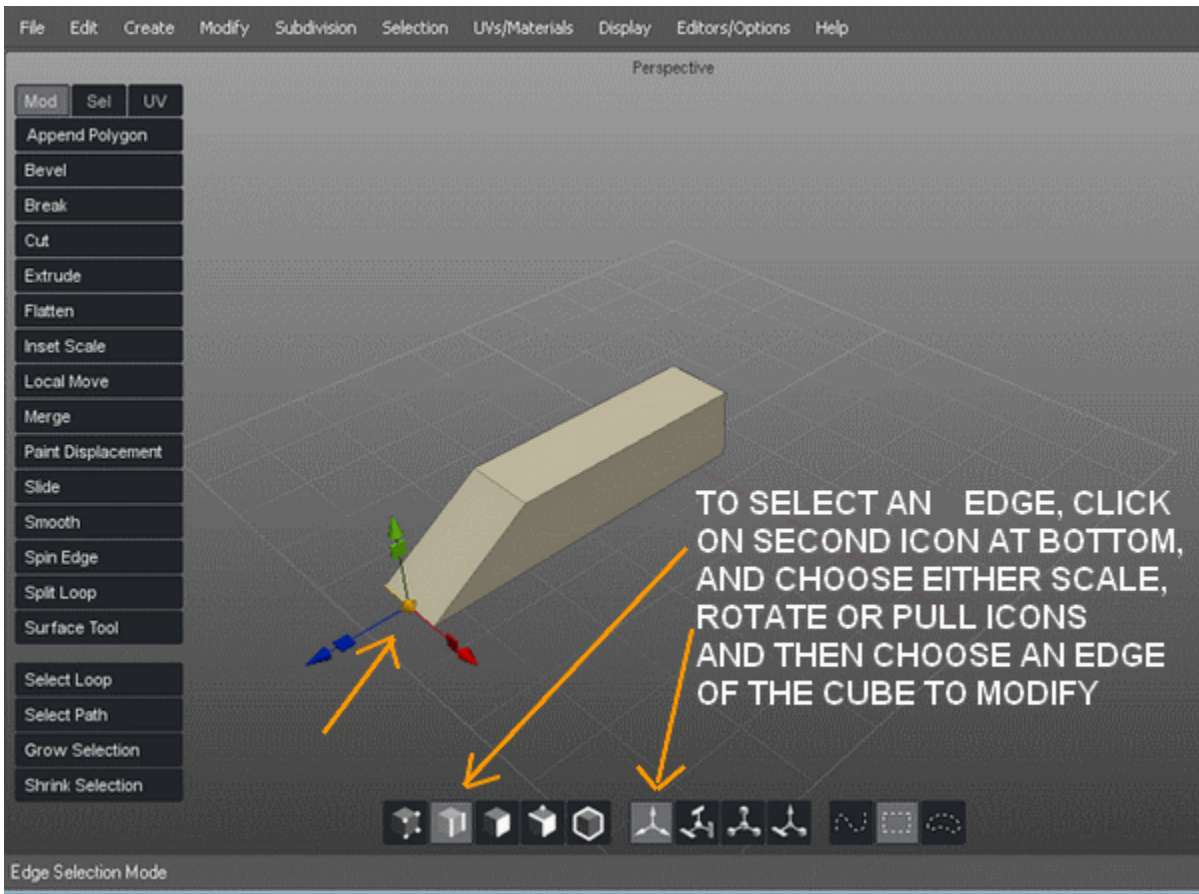 File Edit Create Modify Subdivision Selection UVs/Materials Display Editors/Options Help
Perspective
Mod Sel UV
Append Polygon
Bevel
Break
Cut
Extrude
Flatten
Inset Scale
Local Move
Merge
Paint Displacement
Slide
Smooth
Spin Edge
Split Loop
Surface Tool
Select Loop
Select Path
Grow Selection
Shrink Selection
TO SELECT AN EDGE, CLICK
ON SECOND ICON AT BOTTOM,
AND CHOOSE EITHER SCALE,
ROTATE OR PULL ICONS
AND THEN CHOOSE AN EDGE
OF THE CUBE TO MODIFY
Edge Selection Mode